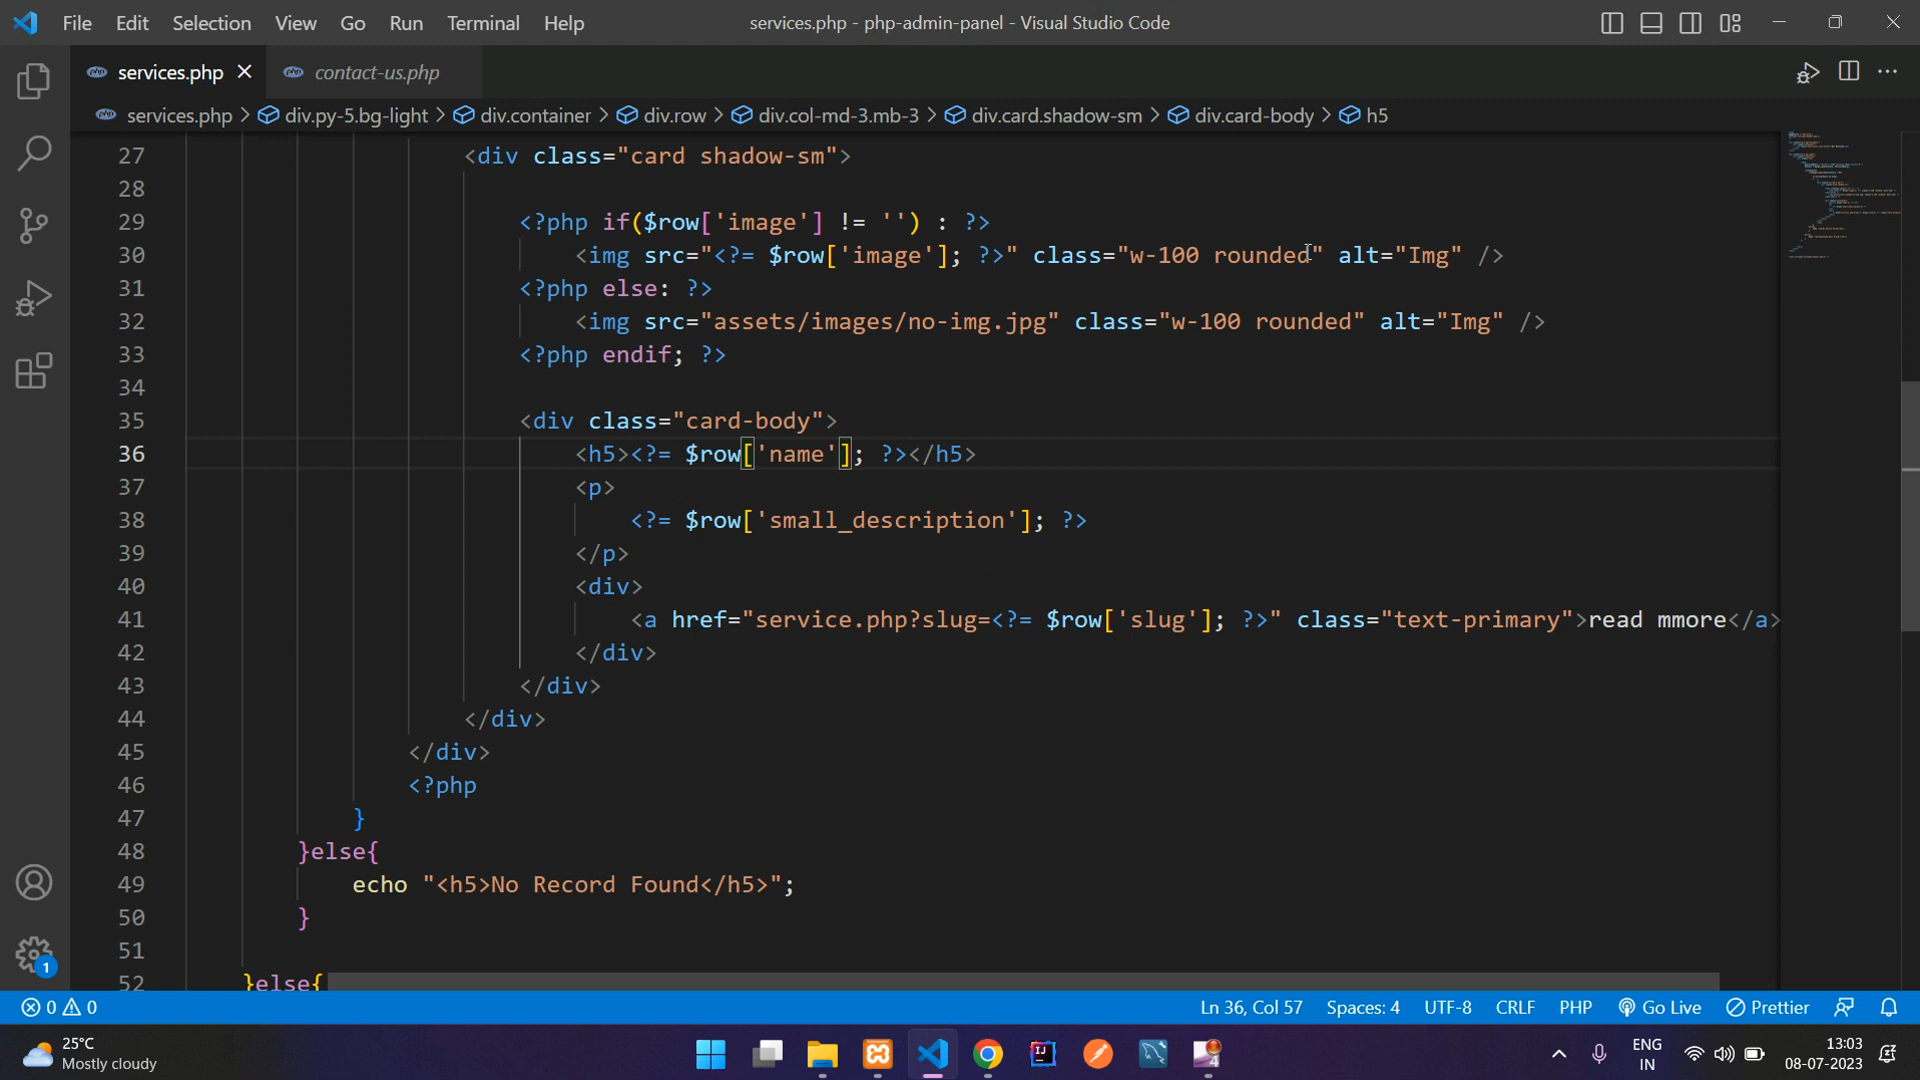 File Edit Selection View Go Run Terminal Help services.php - php-admin-panel - Visual Studio Code
services.php contact-us.php
services.php > div.py-5.bg-light > div.container > div.row > div.col-md-3.mb-3 > div.card.shadow-sm > div.card-body > h5
27 <div class="card shadow-sm">
28
29 <?php if($row['image'] != '') : ?>
30 <img src="<?= $row['image']; ?>" class="w-100 rounded" alt="Img" />
31 <?php else: ?>
32 <img src="assets/images/no-img.jpg" class="w-100 rounded" alt="Img" />
33 <?php endif; ?>
34
35 <div class="card-body">
36 <h5><?= $row['name']; ?></h5>
37 <p>
38 <?= $row['small_description']; ?>
39 </p>
40 <div>
41 <a href="service.php?slug=<?= $row['slug']; ?>" class="text-primary">read mmore</a>
42 </div>
43 </div>
44 </div>
45 </div>
46 <?php
47 }
48 }else{
49 echo "<h5>No Record Found</h5>";
50 }
51
52 }else{
1
0 0 Ln 36, Col 57 Spaces: 4 UTF-8 CRLF PHP Go Live Prettier
25°C
Mostly cloudy
ENG
IN
13:03
08-07-2023